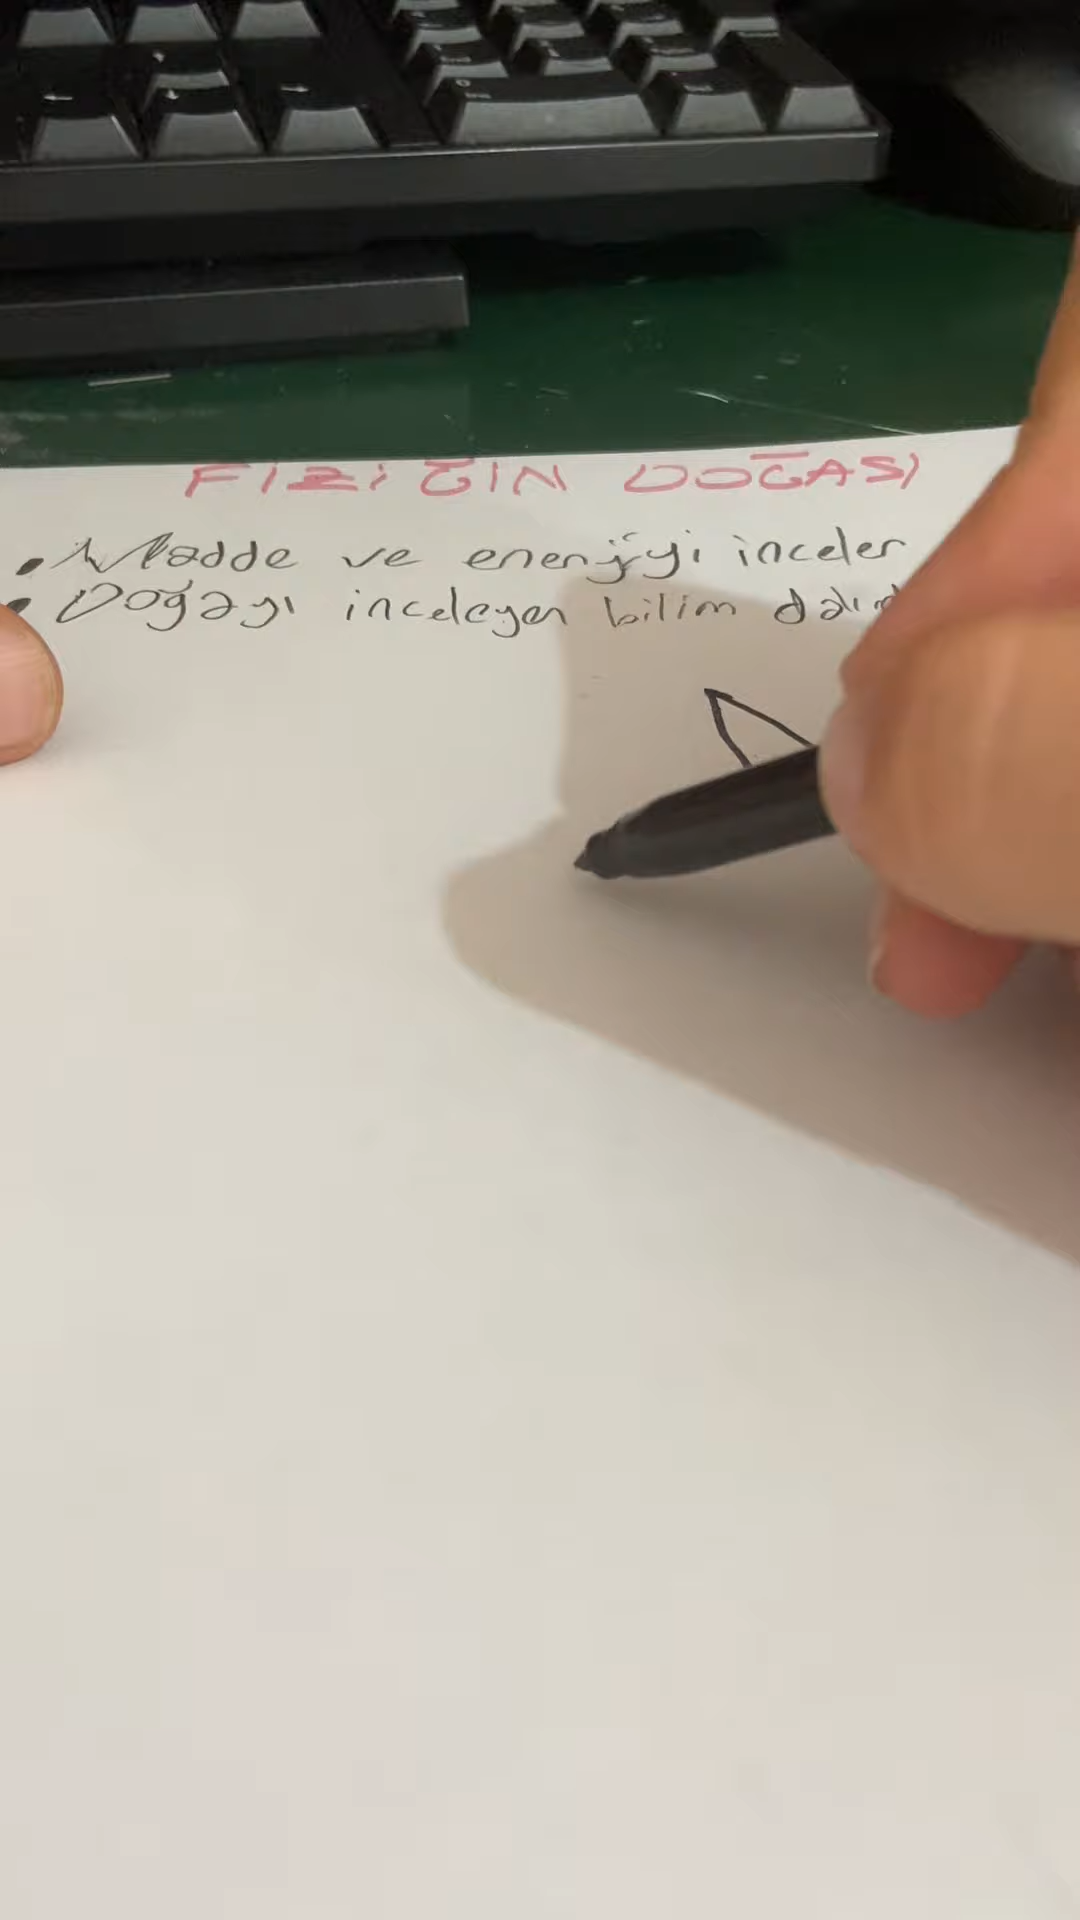 FİZİĞİN DOĞASI
• Madde ve enerjiyi inceler
• Doğayı inceleyen bilim